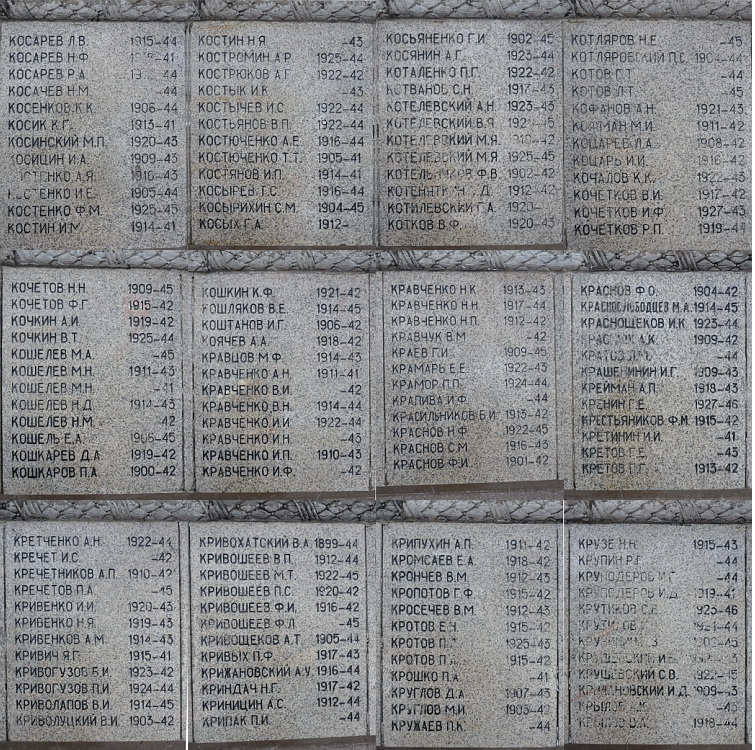 КОСАРЕВ Л.В. 1915–44
КОСАРЕВ Н.Ф. –41
КОСАРЕВ Р.А. 44
КОСАЧЕВ Н.М. –44
КОСЕНКОВ К.К. 1906–44
КОСИК К.Г. 1913–41
КОСИНСКИЙ М.П. 1920–43
КОСИЦИН И.А. 1909–43
А.Я. 1916–43
И.Е. 1905–44
КОСТЕНКО Ф.М. 1925–45
КОСТИН И.М. 1914–41
КОСТИН Н.Я. –43
КОСТРОМИН А.Р. 1925–44
КОСТРЮКОВ А.Г. 1922–42
КОСТЫК И.К. –43
КОСТЫЧЕВ И.С. 1922–44
КОСТЬЯНОВ В.П. 1922–44
КОСТЮЧЕНКО А.Е. 1916–44
КОСТЮЧЕНКО Т.Т. 1905–41
КОСТЯНОВ И.П. 1914–41
КОСЫРЕВ Г.С. 1916–44
КОСЫРИХИН С.М. 1904–45
КОСЫХ Г.А. 1912–
КОСЬЯНЕНКО Г.И. 1902–45
КОСЯНИН А.Г. 1923–44
КОТАЛЕНКО П.Г. 1922–42
КОТВАНОВ С.Н. 1917–43
КОТЕЛЕВСКИЙ А.Н. 1923–43
КОТЕЛЕВСКИЙ В.Я.
КОТЕЛЕВСКИЙ М.Я.
КОТЕЛЕВСКИЙ М.Я. 1925–45
Ф.В. 1902–42
1912–42
КОТИЛЕВСКИЙ Г.А. 1920–
КОТКОВ В.Ф. 1920–43
КОТЛЯРОВ Н.Е. –45
КОТЛЯРОВСКИЙ П.С. 1904–44
КОТОВ –44
КОТОВ –45
КОФАНОВ А.Н. 1921–43
КОФМАН М.И. 1911–42
КОЦАРЕВ Л.А. 1908–42
КОЦАРЬ И.И. 1916–42
КОЧАЛОВ К.К. 1922–43
КОЧЕТКОВ В.И. 1917–42
КОЧЕТКОВ И.Ф. 1927–43
КОЧЕТКОВ Р.П. 1919–44
КОЧЕТОВ Н.Н. 1909–45
КОЧЕТОВ Ф.Г. 1915–42
КОЧКИН А.И. 1919–42
КОЧКИН В.Т. 1925–44
КОШЕЛЕВ М.А. –45
КОШЕЛЕВ М.Н. 1911–43
КОШЕЛЕВ М.Н. –41
КОШЕЛЕВ Н.Д. 1914–43
КОШЕЛЕВ Н.М. –42
КОШЕЛЬ Е.А. 1906–45
КОШКАРЕВ Д.А. 1919–42
КОШКАРОВ П.А. 1900–42
КОШКИН К.Ф. 1921–42
КОШЛЯКОВ В.Е. 1914–45
КОШТАНОВ И.Г. 1906–42
КОЯЧЕВ А.А. 1918–42
КРАВЦОВ М.Ф. 1914–43
КРАВЧЕНКО А.Н. 1911–41
КРАВЧЕНКО В.И. –42
КРАВЧЕНКО В.Н. 1914–44
КРАВЧЕНКО И.И. 1922–44
КРАВЧЕНКО И.Н. –43
КРАВЧЕНКО И.П. 1910–43
КРАВЧЕНКО И.Ф. –42
КРАВЧЕНКО Н.К. 1913–43
КРАВЧЕНКО Н.Н. 1917–44
КРАВЧЕНКО Н.П. 1912–42
КРАВЧУК В.М. –42
КРАЕВ Г.И. 1909–45
КРАМАРЬ Е.Е. 1922–43
КРАМОР П.П. 1924–44
КРАПИВА И.Ф. –44
КРАСИЛЬНИКОВ Б.И. 1913–42
КРАСНОВ Н.Ф. 1922–45
КРАСНОВ С.М. 1916–43
КРАСНОВ Ф.И. 1901–42
КРАСНОВ Ф.О. 1904–42
КРАСНОСЛОБОДЦЕВ М.А. 1914–45
КРАСНОЩЕКОВ И.К. 1923–44
А.К. 1909–42
–44
КРАШЕНИНИН И.Г. 1909–43
КРЕЙМАН А.П. 1918–43
КРЕНИН Г.Е. 1927–46
КРЕСТЬЯНИКОВ Ф.М. 1915–42
КРЕТИНИН И.И. –41
КРЕТОВ Г.Е. –43
КРЕТОВ 1913–42
КРЕТЧЕНКО А.Н. 1922–44
КРЕЧЕТ И.С. –42
КРЕЧЕТНИКОВ А.П. 1910–42
КРЕЧЕТОВ П.А. –45
КРИВЕНКО И.И. 1920–43
КРИВЕНКО Н.Я. 1919–43
КРИВЕНКОВ А.М. 1914–43
КРИВИЧ Я.Г. 1915–41
КРИВОГУЗОВ Б.И. 1923–42
КРИВОГУЗОВ П.И. 1924–44
КРИВОЛАПОВ В.И. 1914–45
КРИВОЛУЦКИЙ В.И. 1903–42
КРИВОХАТСКИЙ В.А. 1899–44
КРИВОШЕЕВ В.П. 1912–44
КРИВОШЕЕВ М.Т. 1922–45
КРИВОШЕЕВ П.С. 1920–42
КРИВОШЕЕВ Ф.И. 1916–42
КРИВОШЕЕВ Ф.Л. –45
КРИВОЩЕКОВ А.Т. 1905–44
КРИВЫХ П.Ф. 1917–43
КРИЖАНОВСКИЙ А.У. 1916–44
КРИНДАЧ Н.Г. 1917–42
КРИНИЦИН А.С. 1912–44
КРИПАК П.И. –44
КРИПУХИН А.П. 1911–42
КРОМСАЕВ Е.А. 1918–42
КРОНЧЕВ В.М. 1912–43
КРОПОТОВ Г.Ф. 1915–42
КРОСЕЧЕВ В.М. 1912–43
КРОТОВ Е.Н. 1915–42
КРОТОВ 1925–43
КРОТОВ 1915–42
КРОШКО П.А. –41
КРУГЛОВ Д.А. 1907–43
КРУГЛОВ М.И. 1903–42
КРУЖАЕВ П.К. –44
КРУЗЕ Н.Н. 1915–43
КРУПИН Р.Г. –44
КРУПОДЕРОВ И.Г. –44
КРУПОДЕРОВ И.Д. 1919–41
КРУТИКОВ С.Е. 1925–46
1921–44
КРУШЕВСКИЙ С.В. 1922–45
И.Д. 1909–43
КРЫЛОВ –43
КРЫЛОВ 1918–44